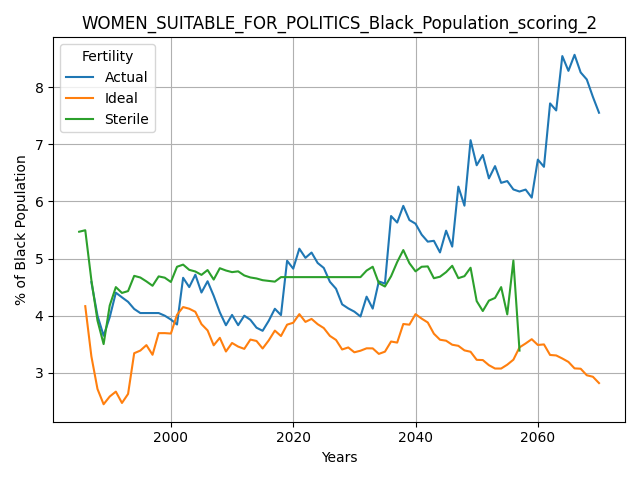 WOMEN_SUITABLE_FOR_POLITICS_Black_Population_scoring_2
Fertility
Actual
Ideal
Sterile
% of Black Population
8
7
6
5
4
3
2000
2020
2040
2060
Years